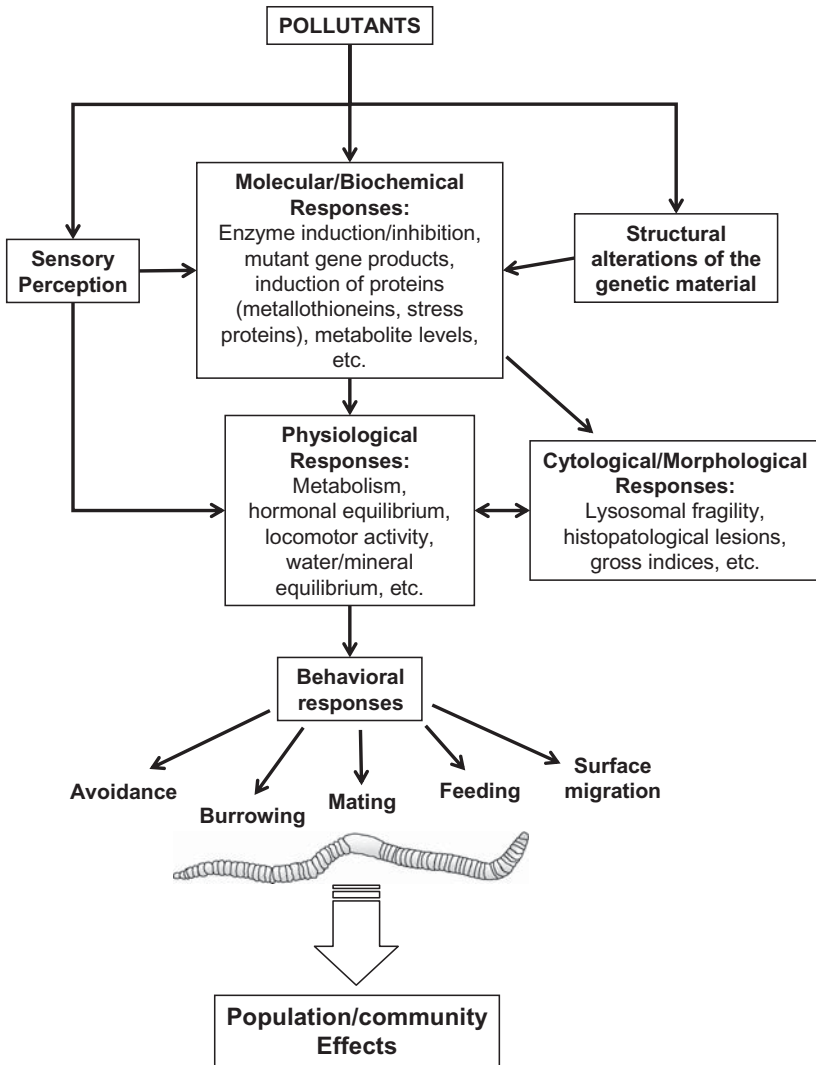 POLLUTANTS
Molecular/Biochemical
Responses:
Enzyme induction/inhibition,
mutant gene products,
induction of proteins
(metallothioneins, stress
proteins), metabolite levels,
etc.
Sensory
Perception
Structural
alterations of the
genetic material
Physiological
Responses:
Metabolism,
hormonal equilibrium,
locomotor activity,
water/mineral
equilibrium, etc.
Cytological/Morphological
Responses:
Lysosomal fragility,
histopatological lesions,
gross indices, etc.
Behavioral
responses
Avoidance
Burrowing
Mating
Feeding
Surface
migration
Population/community
Effects